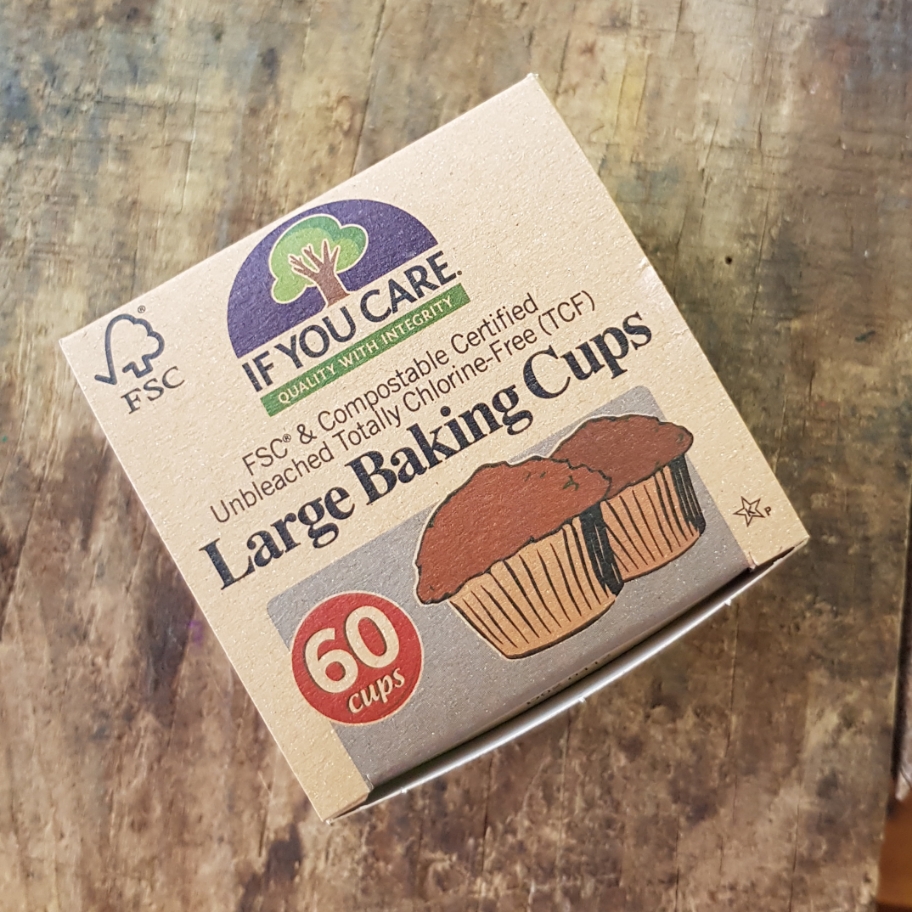 FSC®
IF YOU CARE.
QUALITY WITH INTEGRITY
FSC® & Compostable Certified
Unbleached Totally Chlorine-Free (TCF)
Large Baking Cups
60
cups
K P